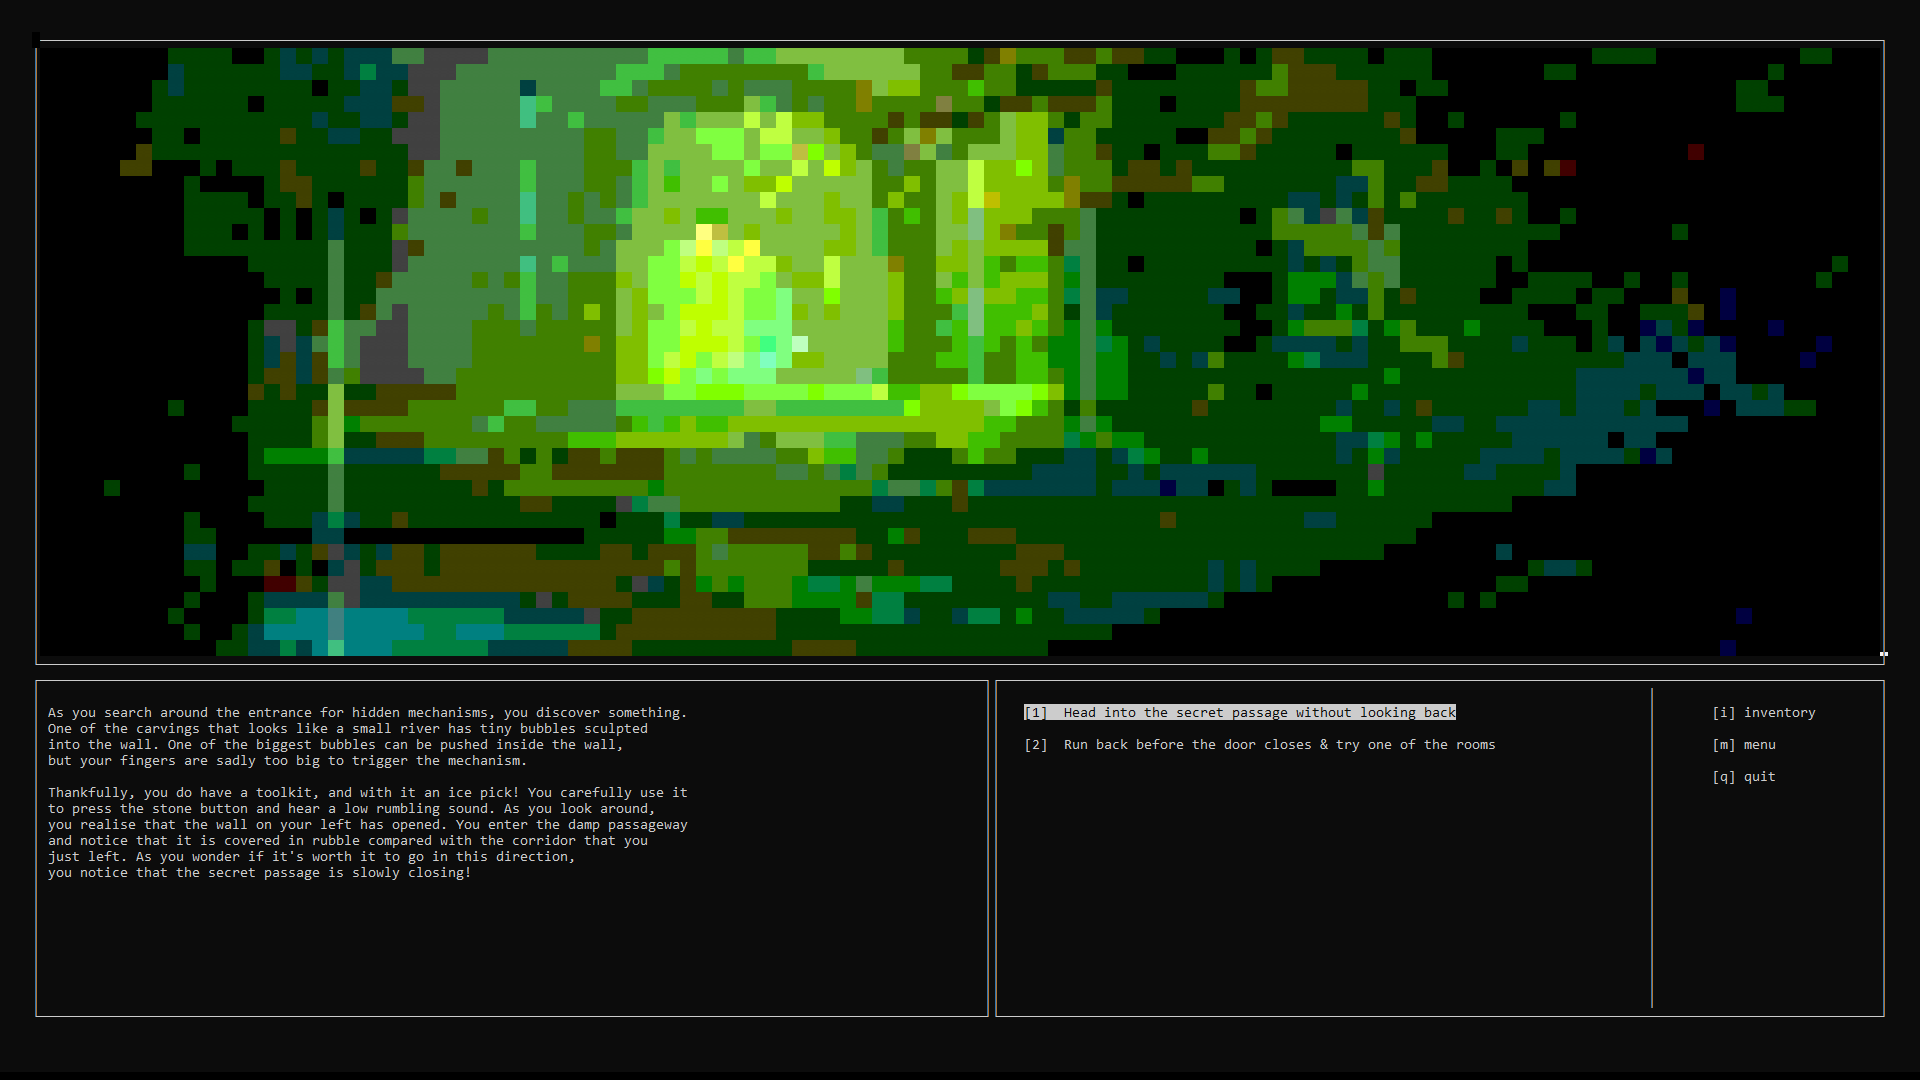 As you search around the entrance for hidden mechanisms, you discover something.
One of the carvings that looks like a small river has tiny bubbles sculpted
into the wall. One of the biggest bubbles can be pushed inside the wall,
but your fingers are sadly too big to trigger the mechanism.
Thankfully, you do have a toolkit, and with it an ice pick! You carefully use it
to press the stone button and hear a low rumbling sound. As you look around,
you realise that the wall on your left has opened. You enter the damp passageway
and notice that it is covered in rubble compared with the corridor that you
just left. As you wonder if it's worth it to go in this direction,
you notice that the secret passage is slowly closing!
[1]  Head into the secret passage without looking back
[2]  Run back before the door closes & try one of the rooms
[i] inventory
[m] menu
[q] quit